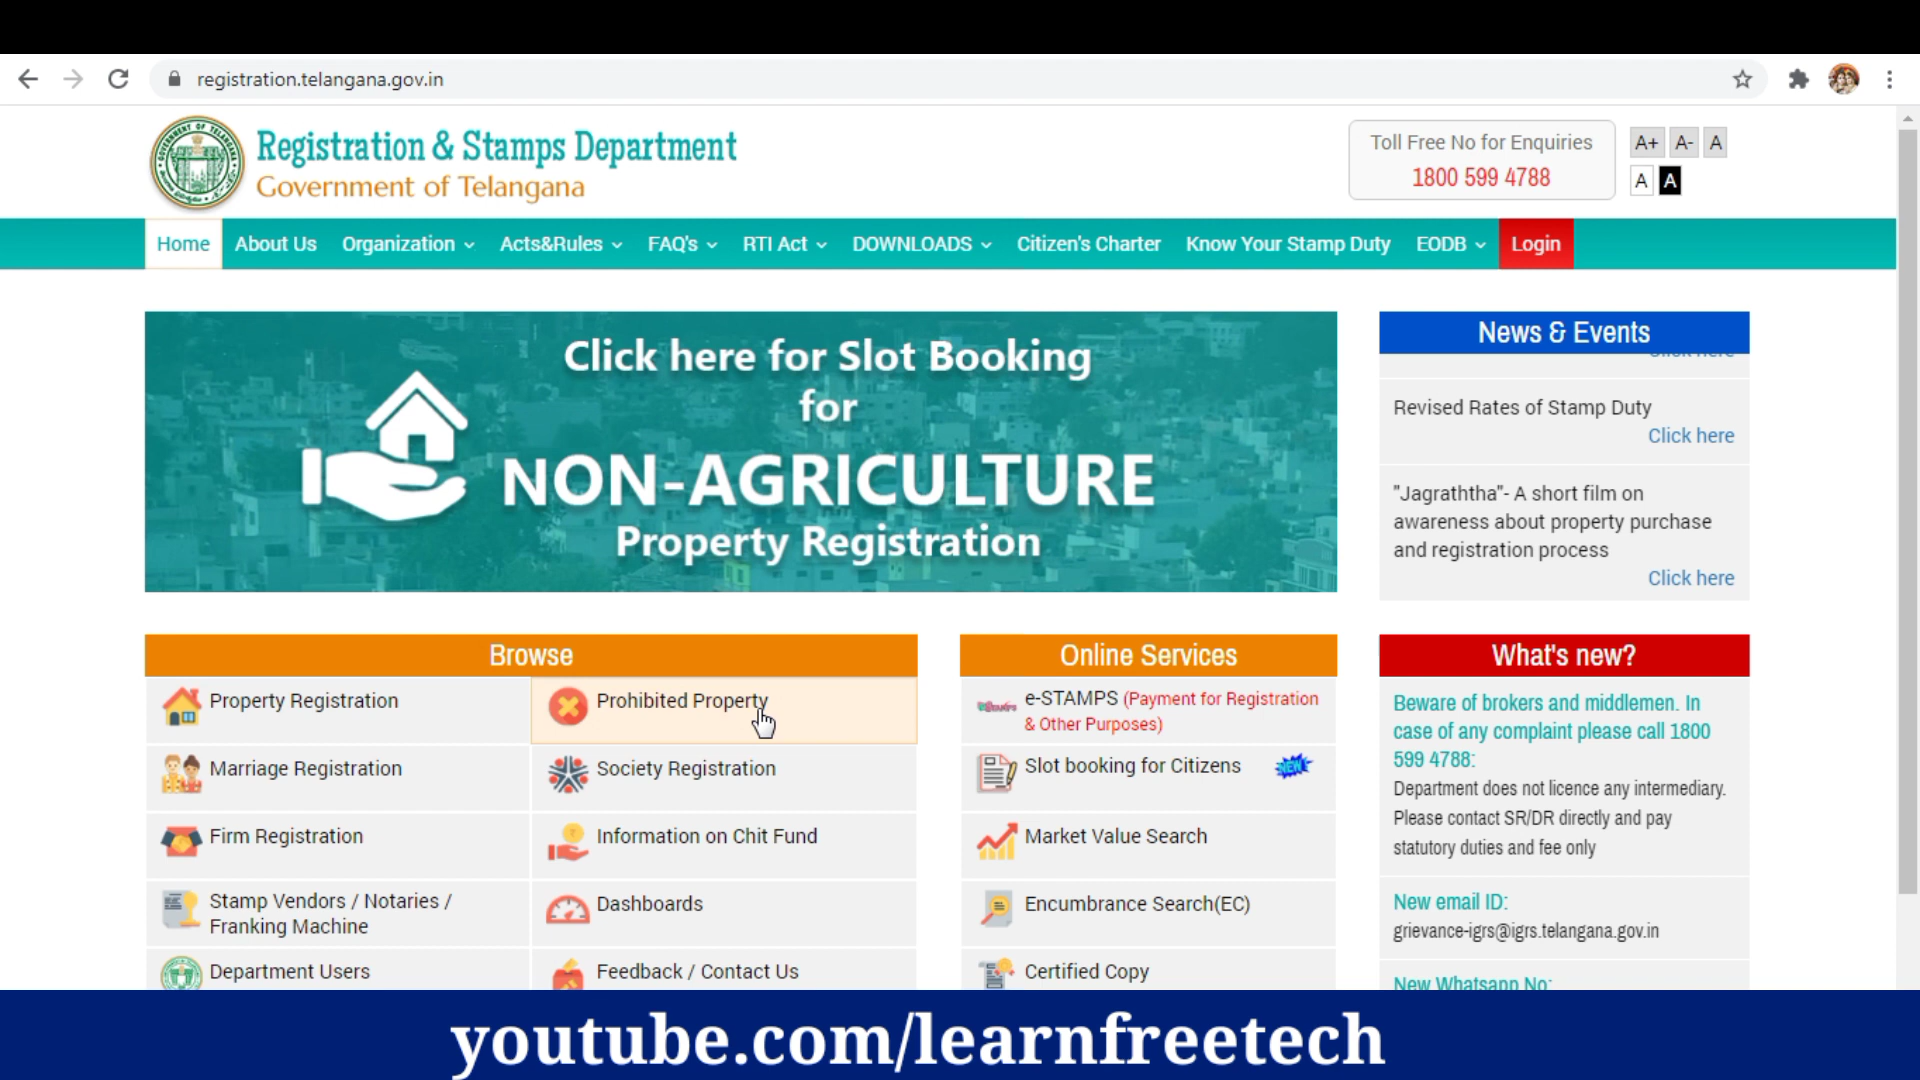 registration.telangana.gov.in
Registration & Stamps Department
Government of Telangana
Toll Free No for Enquiries
1800 599 4788
A+ A- A
A A
Home About Us Organization Acts&Rules FAQ's RTI Act DOWNLOADS Citizen's Charter Know Your Stamp Duty EODB Login
Click here for Slot Booking
for
NON-AGRICULTURE
Property Registration
News & Events
Click here
Revised Rates of Stamp Duty
Click here
"Jagraththa"- A short film on
awareness about property purchase
and registration process
Click here
Browse
Property Registration
Prohibited Property
Marriage Registration
Society Registration
Firm Registration
Information on Chit Fund
Stamp Vendors / Notaries /
Franking Machine
Dashboards
Department Users
Feedback / Contact Us
Online Services
e-STAMPS (Payment for Registration
& Other Purposes)
Slot booking for Citizens NEW
Market Value Search
Encumbrance Search(EC)
Certified Copy
What's new?
Beware of brokers and middlemen. In
case of any complaint please call 1800
599 4788:
Department does not licence any intermediary.
Please contact SR/DR directly and pay
statutory duties and fee only
New email ID:
grievance-igrs@igrs.telangana.gov.in
New Whatsapp No:
youtube.com/learnfreetech